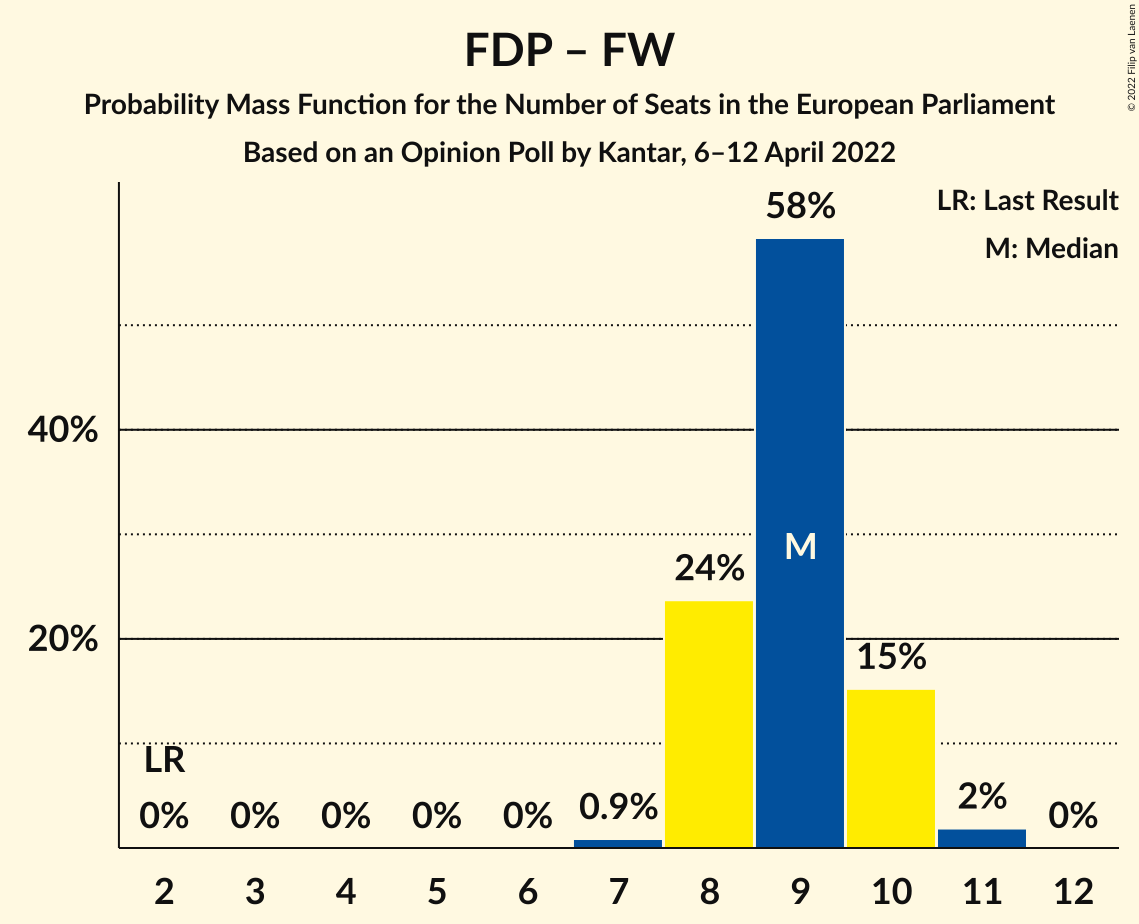 FDP – FW
Probability Mass Function for the Number of Seats in the European Parliament
Based on an Opinion Poll by Kantar, 6–12 April 2022
© 2022 Filip van Laenen
LR: Last Result
M: Median
58%
40%
M
24%
20%
15%
LR
0% 0% 0% 0% 0% 0.9% 2% 0%
2 3 4 5 6 7 8 9 10 11 12